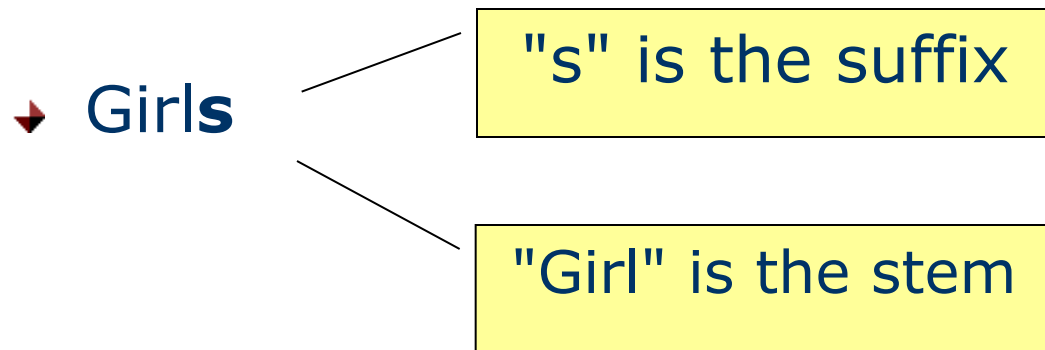 Girls
"s" is the suffix
"Girl" is the stem